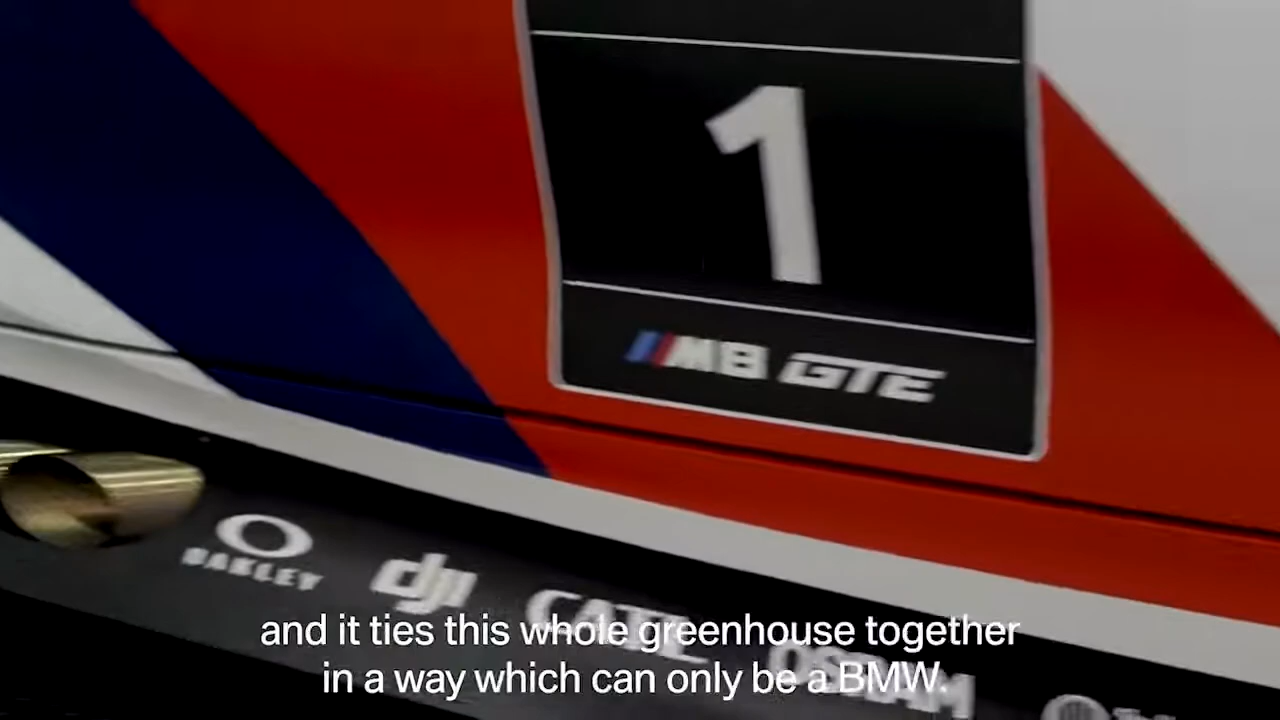 1
M8 GTE
OAKLEY
dji
OSRAM
and it ties this whole greenhouse together
in a way which can only be a BMW.